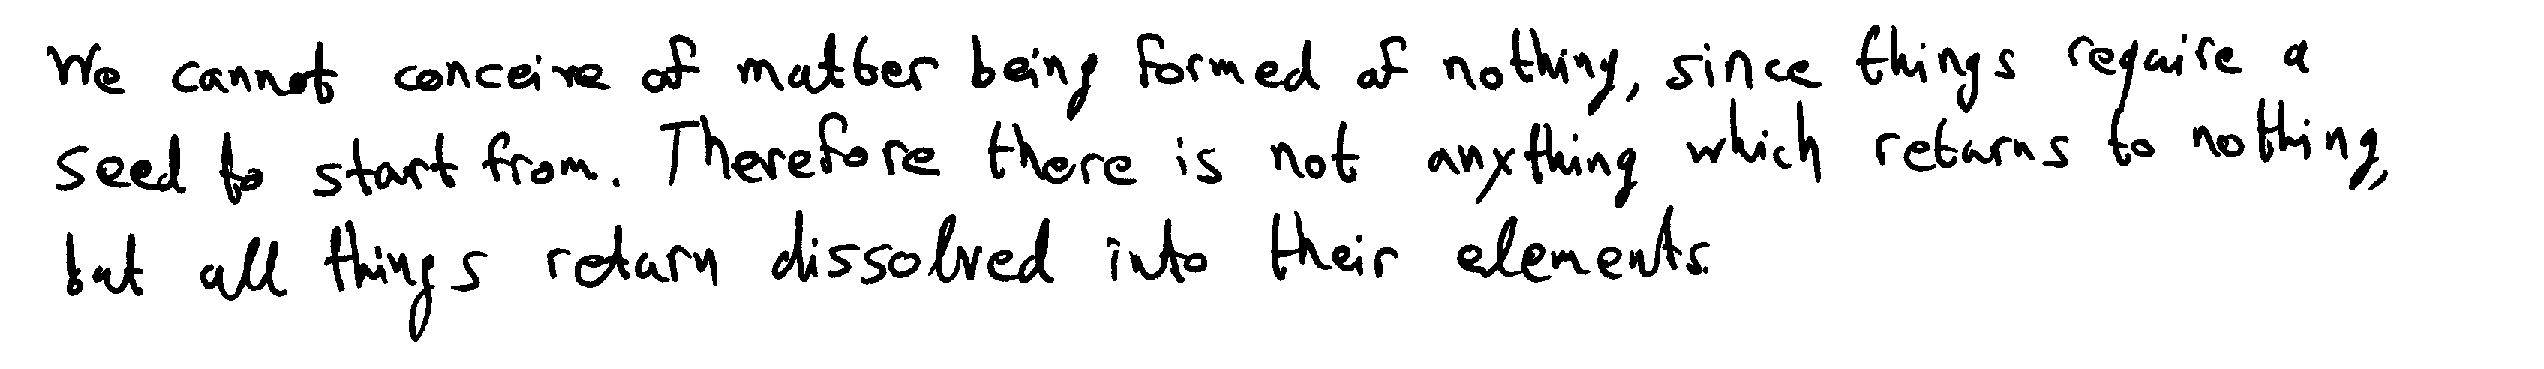 We cannot conceive of matter being formed of nothing, since things require a
seed to start from. Therefore there is not anything which returns to nothing,
but all things return dissolved into their elements.